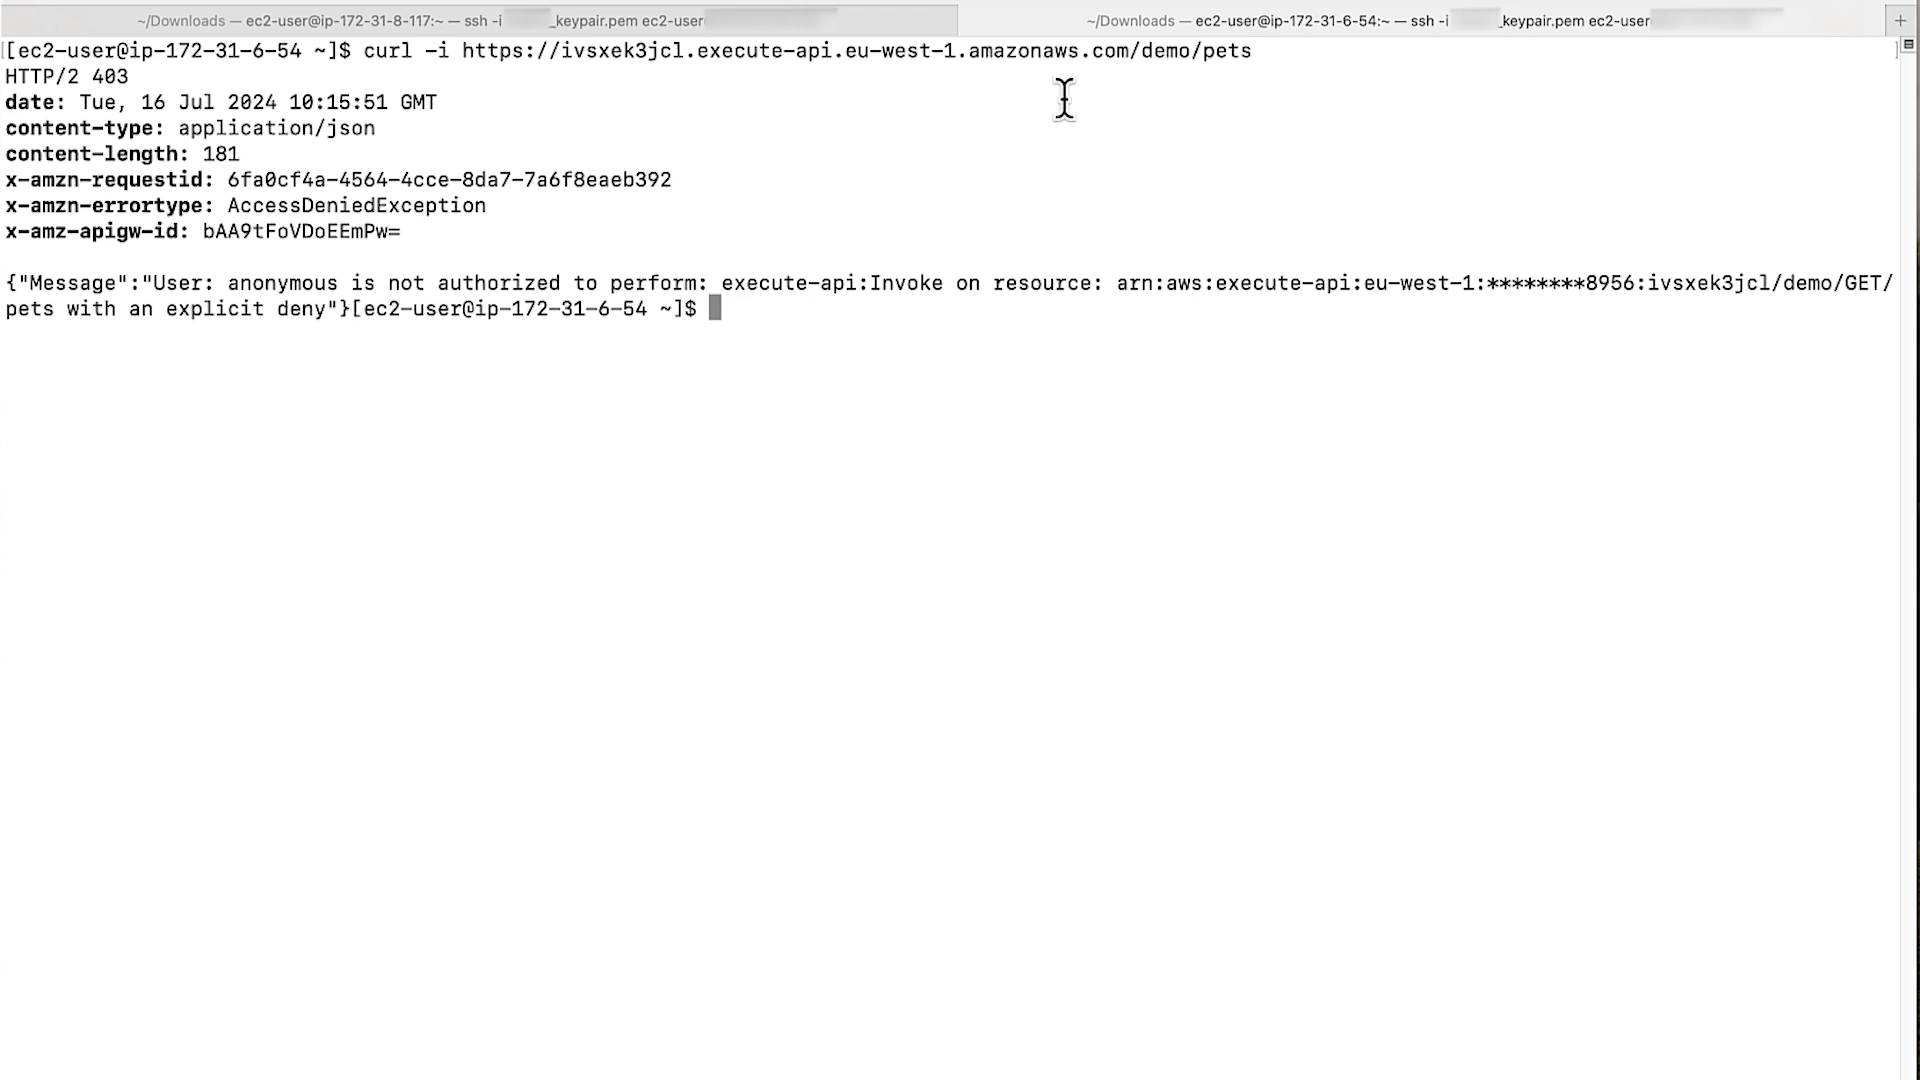 ~/Downloads — ec2-user@ip-172-31-8-117:~ — ssh -i _keypair.pem ec2-user
~/Downloads — ec2-user@ip-172-31-6-54:~ — ssh -i _keypair.pem ec2-user
[ec2-user@ip-172-31-6-54 ~]$ curl -i https://ivsxek3jcl.execute-api.eu-west-1.amazonaws.com/demo/pets
HTTP/2 403
date: Tue, 16 Jul 2024 10:15:51 GMT
content-type: application/json
content-length: 181
x-amzn-requestid: 6fa0cf4a-4564-4cce-8da7-7a6f8eaeb392
x-amzn-errortype: AccessDeniedException
x-amz-apigw-id: bAA9tFoVDoEEmPw=
{"Message":"User: anonymous is not authorized to perform: execute-api:Invoke on resource: arn:aws:execute-api:eu-west-1:********8956:ivsxek3jcl/demo/GET/
pets with an explicit deny"}[ec2-user@ip-172-31-6-54 ~]$